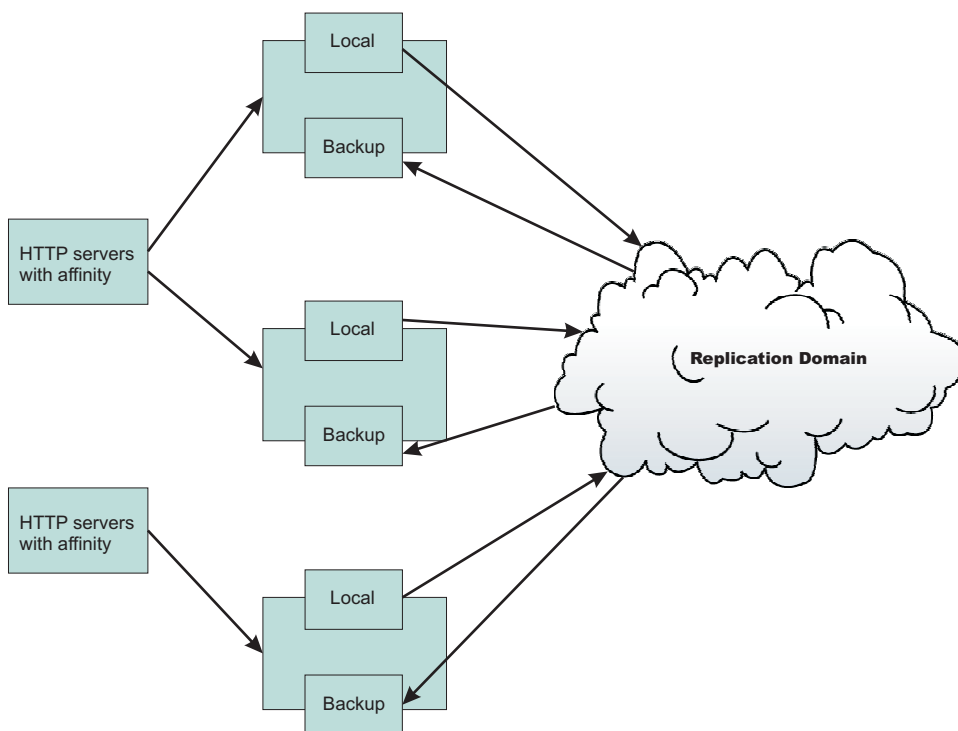 Local
Backup
HTTP servers
with affinity
Local
Replication Domain
Backup
HTTP servers
with affinity
Local
Backup